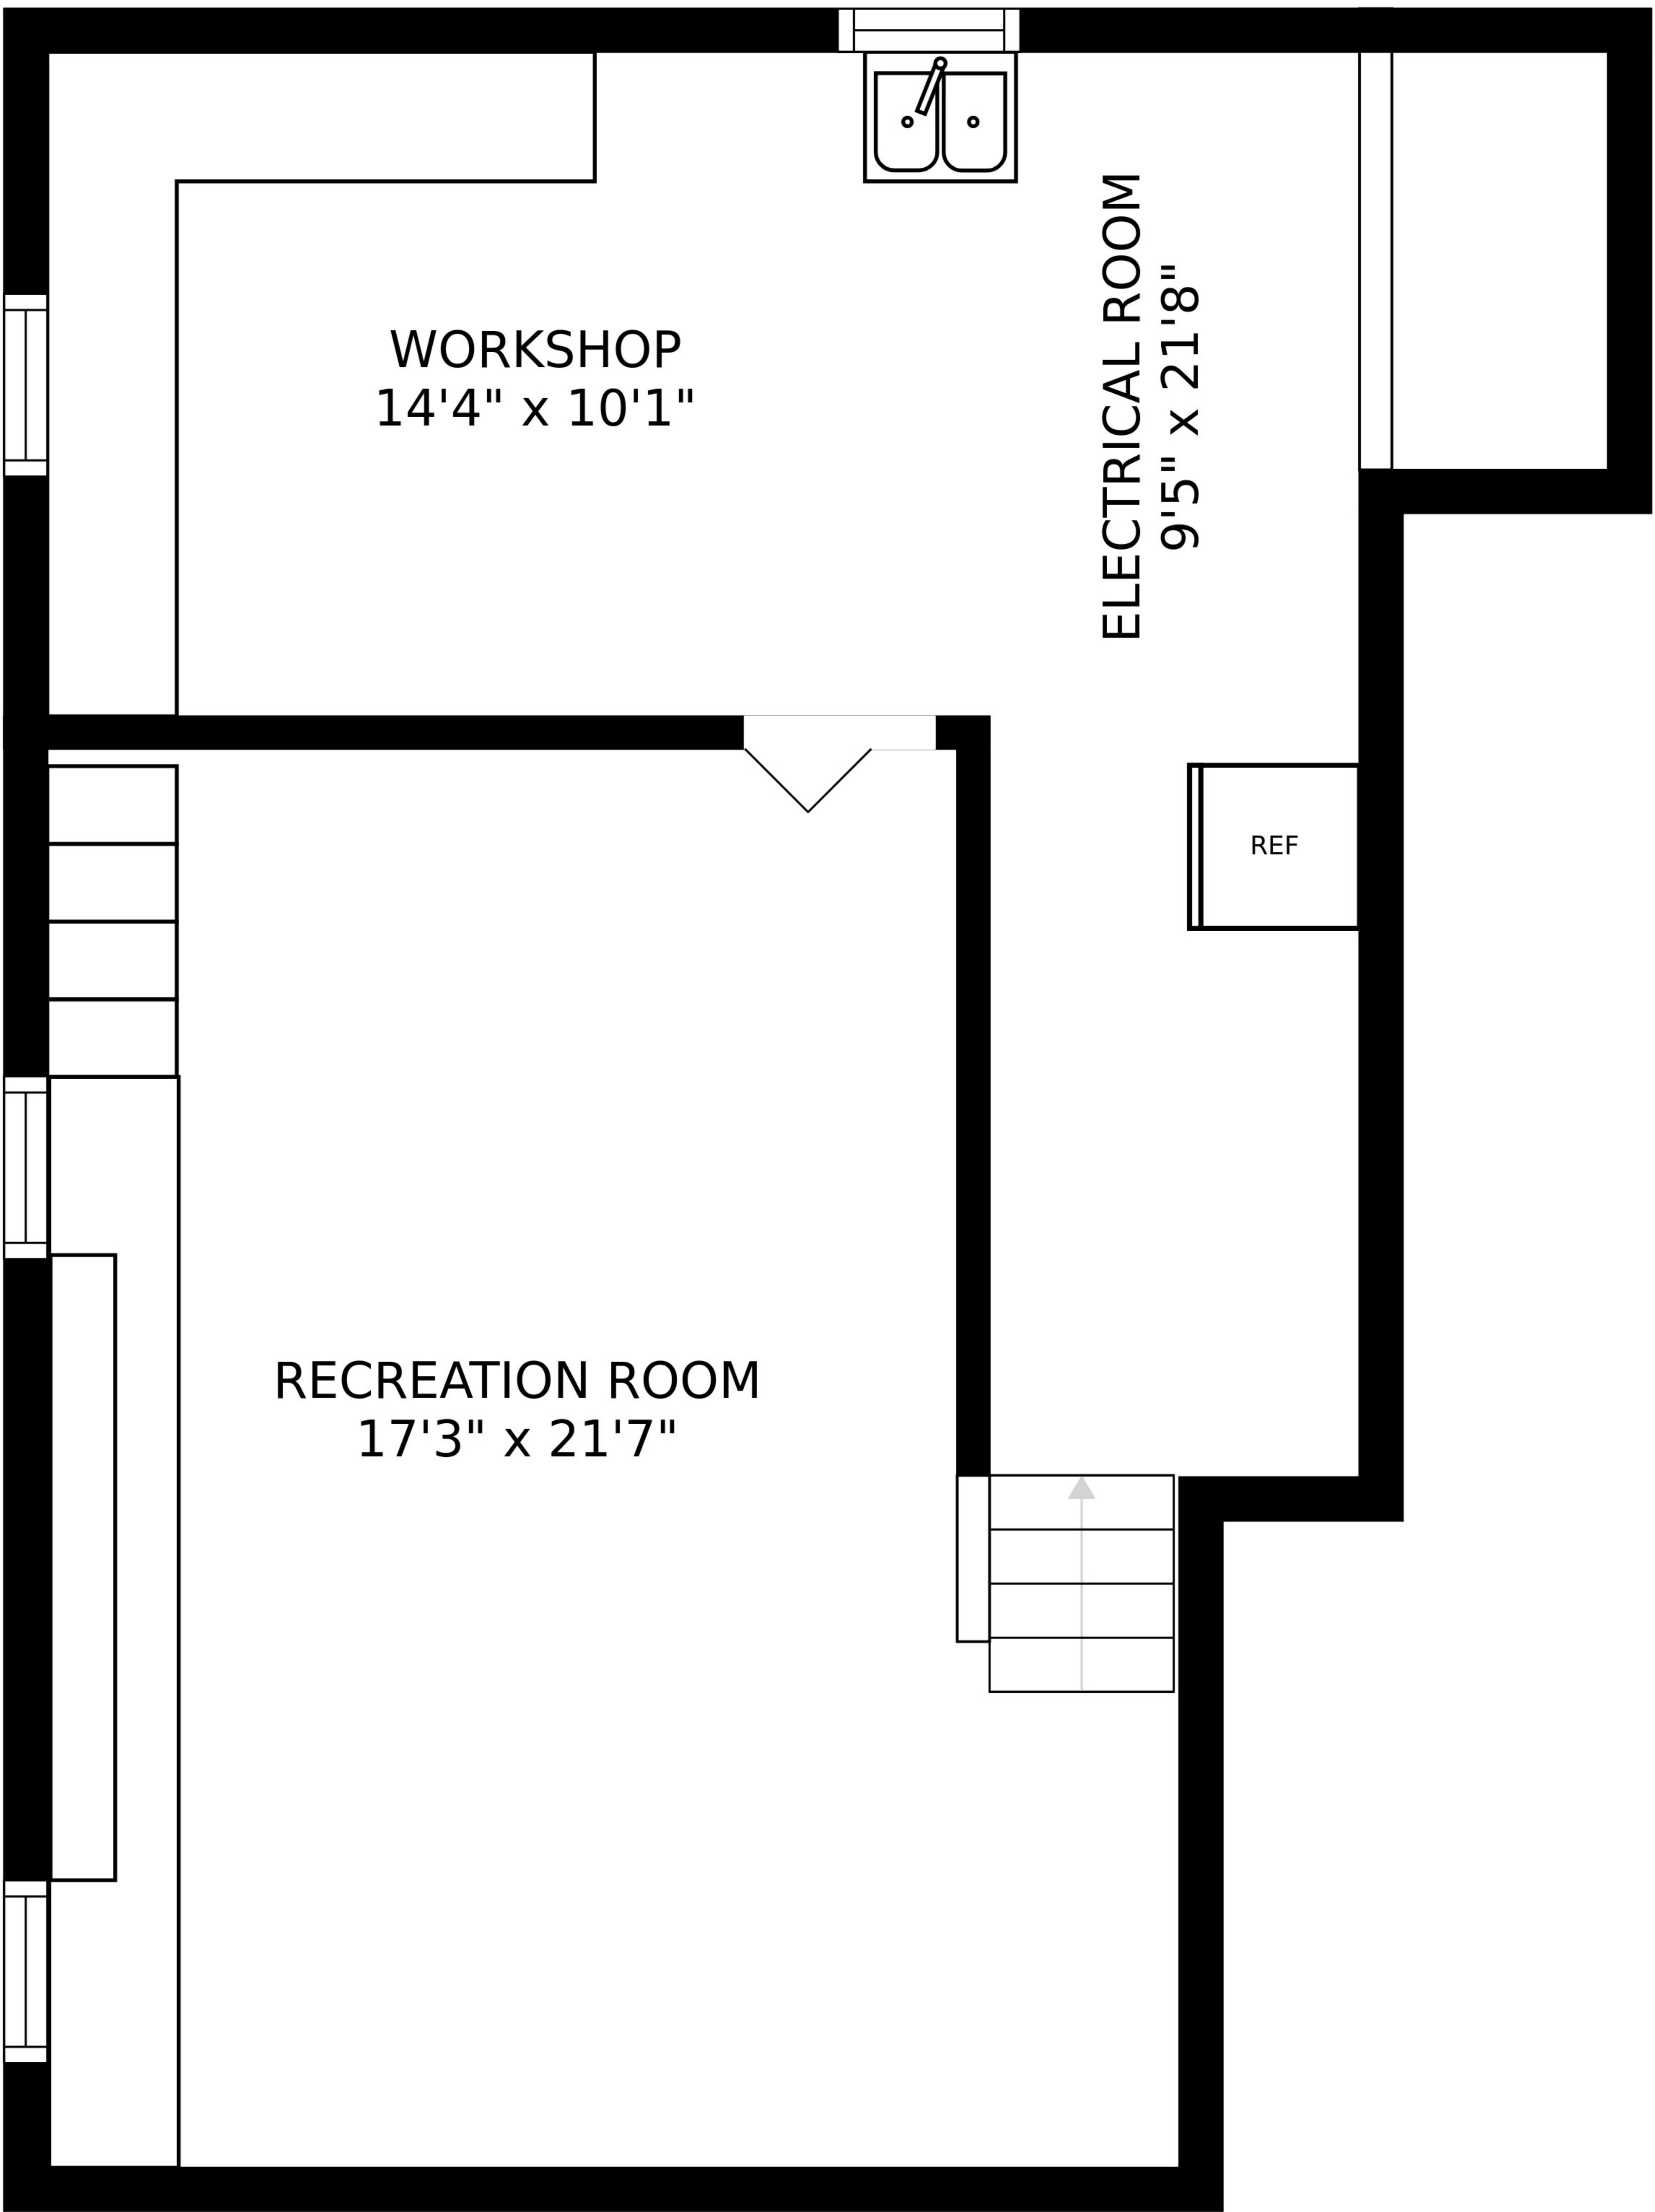 WORKSHOP
14'4" x 10'1"
ELECTRICAL ROOM
9'5" x 21'8"
REF
RECREATION ROOM
17'3" x 21'7"